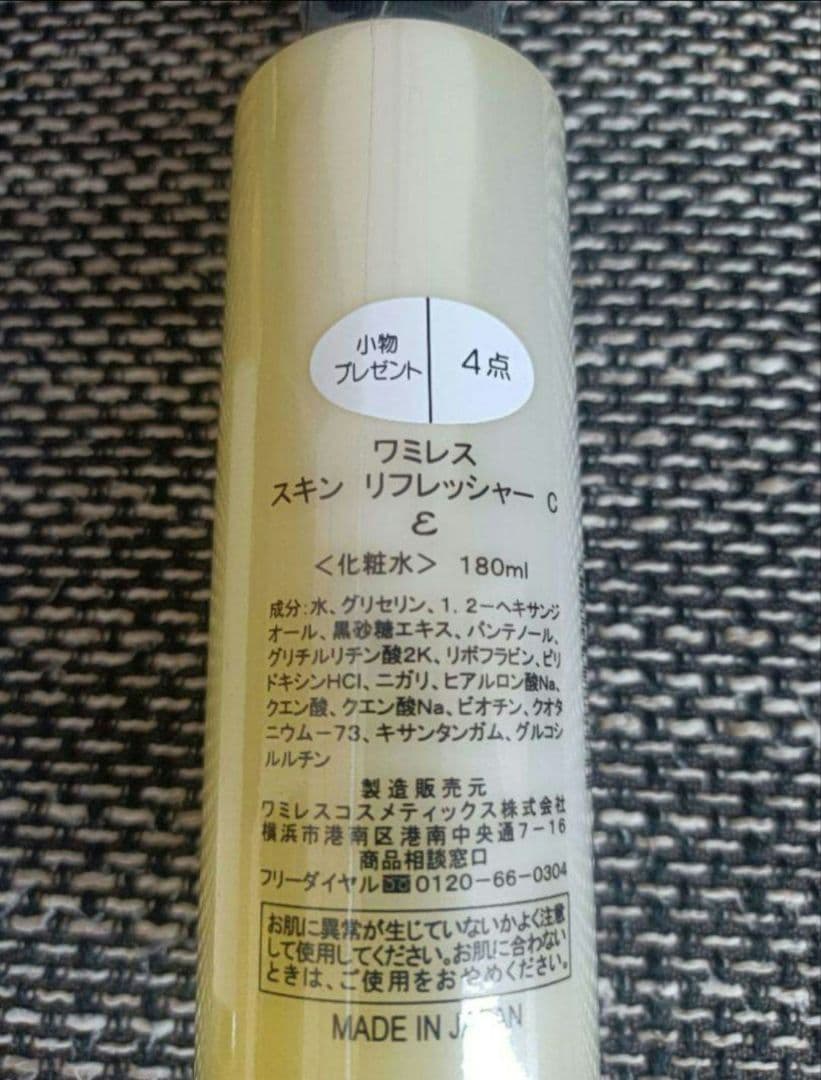 小物
プレゼント
4点
ワミレス
スキン リフレッシャー C
ε
＜化粧水＞ 180ml
成分:水、グリセリン、1, 2−ヘキサンジ
オール、黒砂糖エキス、パンテノール、
グリチルリチン酸2K、リボフラビン、ピリ
ドキシンHCl、ニガリ、ヒアルロン酸Na、
クエン酸、クエン酸Na、ビオチン、クオタ
ニウム−73、キサンタンガム、グルコシ
ルルチン
製造販売元
ワミレスコスメティックス株式会社
横浜市港南区港南中央通7−16
商品相談窓口
フリーダイヤル 0120−66−0304
お肌に異常が生じていないかよく注意
して使用してください。お肌に合わない
ときは、ご使用をおやめください。
MADE IN JAPAN